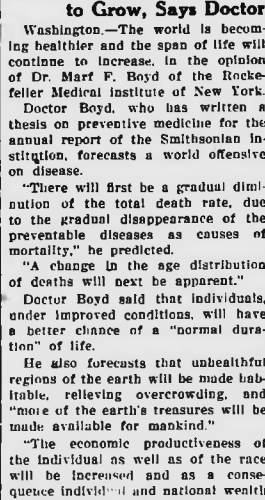 to Grow, Says Doctor
Washington.—The world is becom-
ing healthier and the span of life will
continue to increase, in the opinion
of Dr. Marf F. Boyd of the Rocke-
feller Medical institute of New York.
Doctor Boyd, who has written a
thesis on preventive medicine for the
annual report of the Smithsonian in-
stitution, forecasts a world offensive
on disease.
"There will first be a gradual dimi-
nution of the total death rate, due
to the gradual disappearance of the
preventable diseases as causes of
mortality," he predicted.
"A change in the age distribution
of deaths will next be apparent."
Doctor Boyd said that individuals,
under improved conditions, will have
a better chance of a "normal dura-
tion" of life.
He also forecasts that unhealthful
regions of the earth will be made hab-
itable, relieving overcrowding, and
"more of the earth's treasures will be
made available for mankind."
"The economic productiveness of
the individual as well as of the race
will be increased and as a conse-
quence individual and national wealth